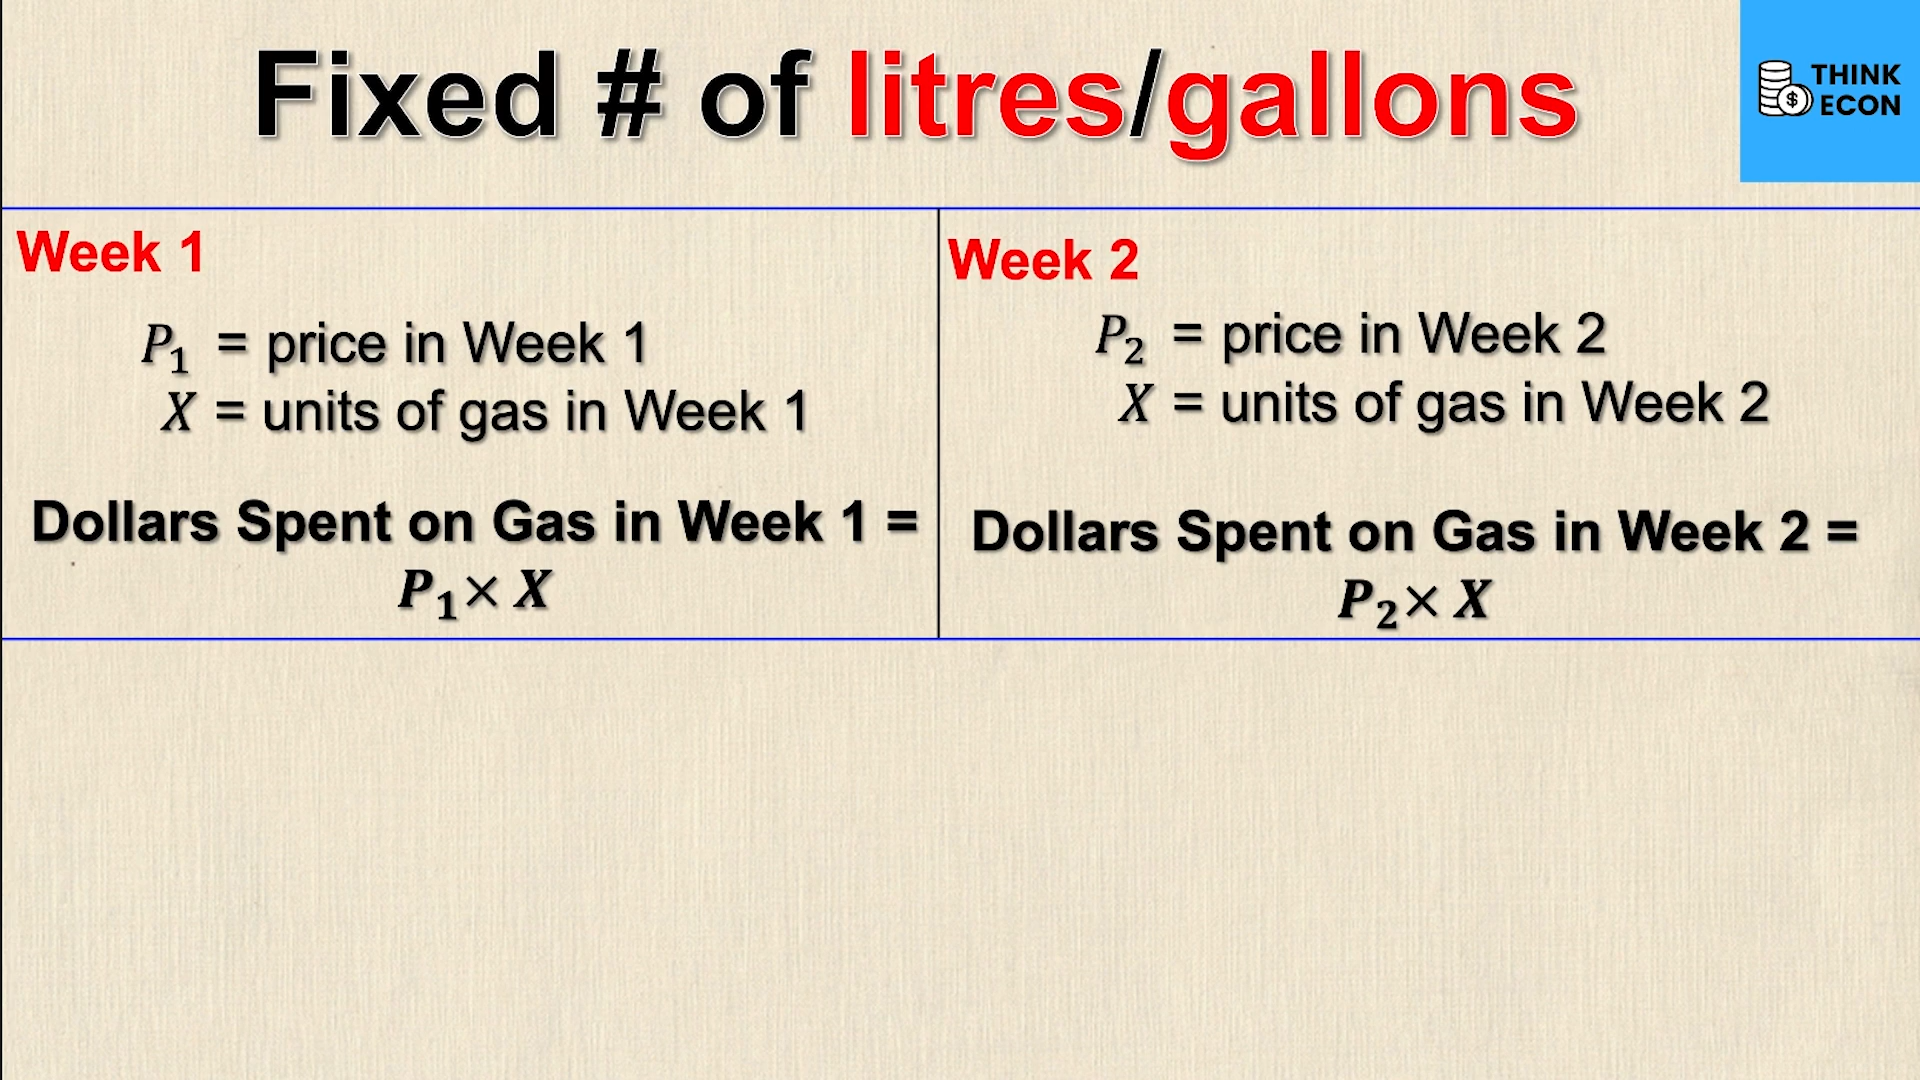 Fixed # of litres/gallons
THINK
ECON
Week 1
P₁ = price in Week 1
X = units of gas in Week 1
Dollars Spent on Gas in Week 1 =
P₁× X
Week 2
P₂ = price in Week 2
X = units of gas in Week 2
Dollars Spent on Gas in Week 2 =
P₂× X